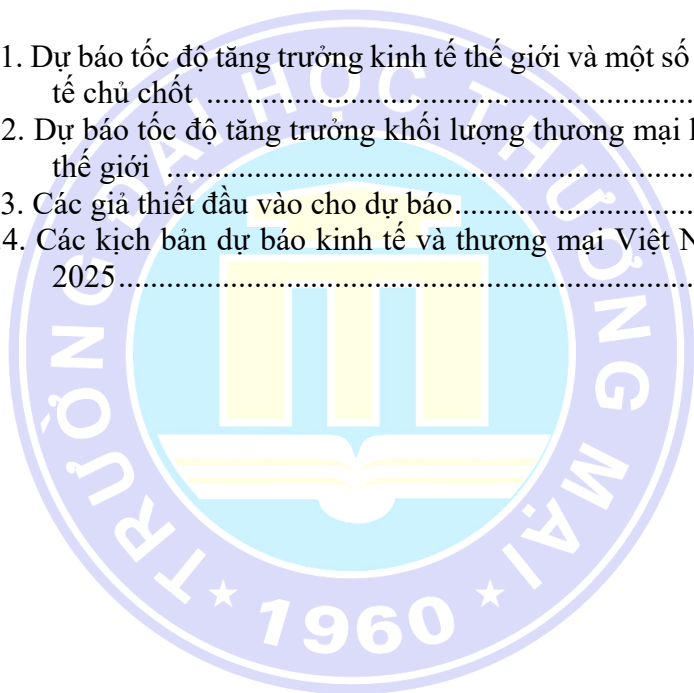 1. Dự báo tốc độ tăng trưởng kinh tế thế giới và một số
tế chủ chốt ..............................................................
2. Dự báo tốc độ tăng trưởng khối lượng thương mại
thế giới ...................................................................
3. Các giả thiết đầu vào cho dự báo..............................
.4. Các kịch bản dự báo kinh tế và thương mại Việt
2025.........................................................................
TRƯỜNG ĐẠI HỌC THƯƠNG MẠI
1960